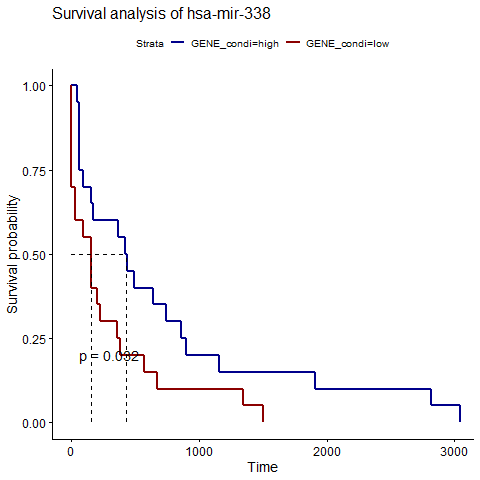 Survival analysis of hsa-mir-338
Strata GENE_condi=high GENE_condi=low
1.00
0.75
0.50
0.25
0.00
Survival probability
p = 0.032
0 1000 2000 3000
Time